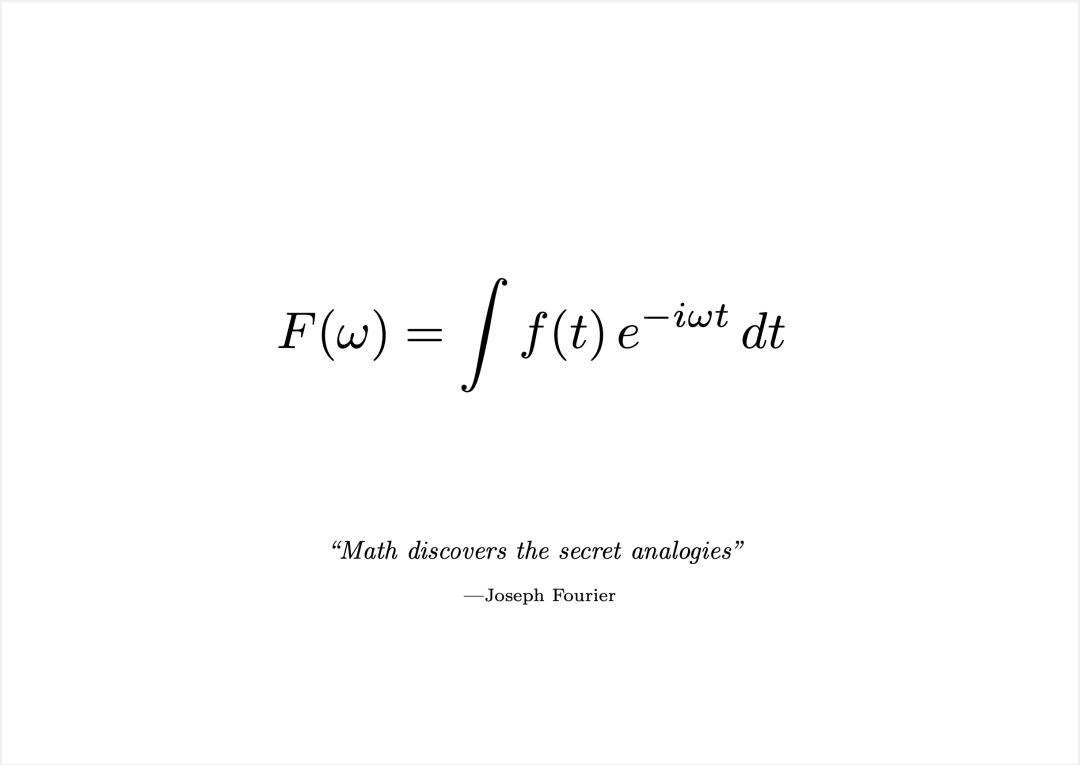 F(ω) = ∫ f(t) e^{−iωt} dt
“Math discovers the secret analogies”
—Joseph Fourier